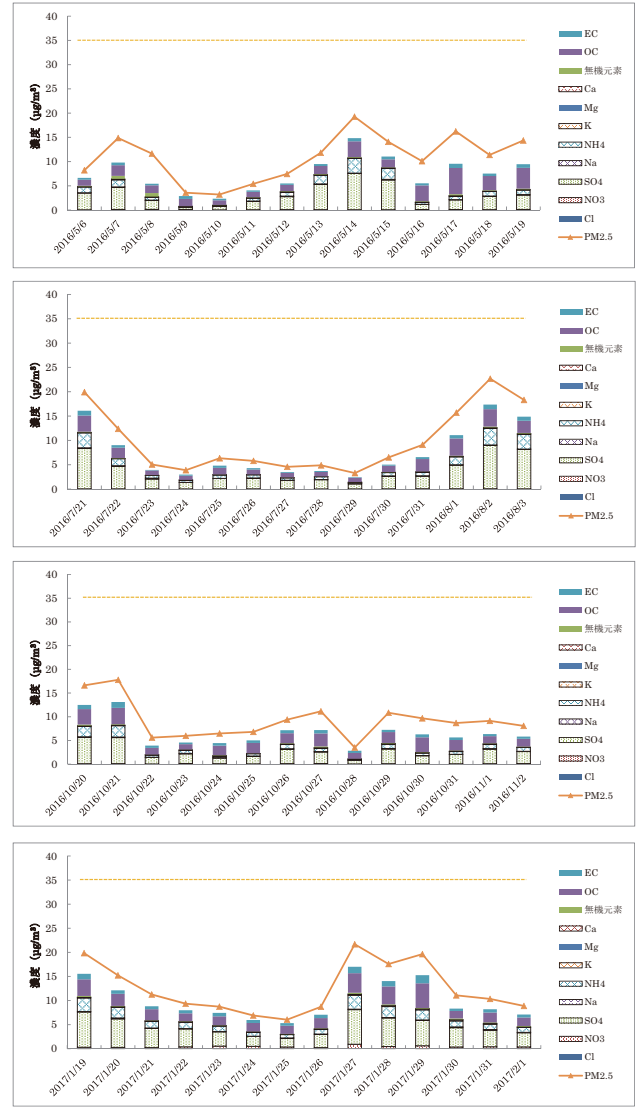 40
35
30
25
20
15
10
5
0
濃度（μg/m³）
2016/5/6
2016/5/7
2016/5/8
2016/5/9
2016/5/10
2016/5/11
2016/5/12
2016/5/13
2016/5/14
2016/5/15
2016/5/16
2016/5/17
2016/5/18
2016/5/19
EC
OC
無機元素
Ca
Mg
K
NH4
Na
SO4
NO3
Cl
PM2.5
40
35
30
25
20
15
10
5
0
濃度（μg/m³）
2016/7/21
2016/7/22
2016/7/23
2016/7/24
2016/7/25
2016/7/26
2016/7/27
2016/7/28
2016/7/29
2016/7/30
2016/7/31
2016/8/1
2016/8/2
2016/8/3
EC
OC
無機元素
Ca
Mg
K
NH4
Na
SO4
NO3
Cl
PM2.5
40
35
30
25
20
15
10
5
0
濃度（μg/m³）
2016/10/20
2016/10/21
2016/10/22
2016/10/23
2016/10/24
2016/10/25
2016/10/26
2016/10/27
2016/10/28
2016/10/29
2016/10/30
2016/10/31
2016/11/1
2016/11/2
EC
OC
無機元素
Ca
Mg
K
NH4
Na
SO4
NO3
Cl
PM2.5
40
35
30
25
20
15
10
5
0
濃度（μg/m³）
2017/1/19
2017/1/20
2017/1/21
2017/1/22
2017/1/23
2017/1/24
2017/1/25
2017/1/26
2017/1/27
2017/1/28
2017/1/29
2017/1/30
2017/1/31
2017/2/1
EC
OC
無機元素
Ca
Mg
K
NH4
Na
SO4
NO3
Cl
PM2.5